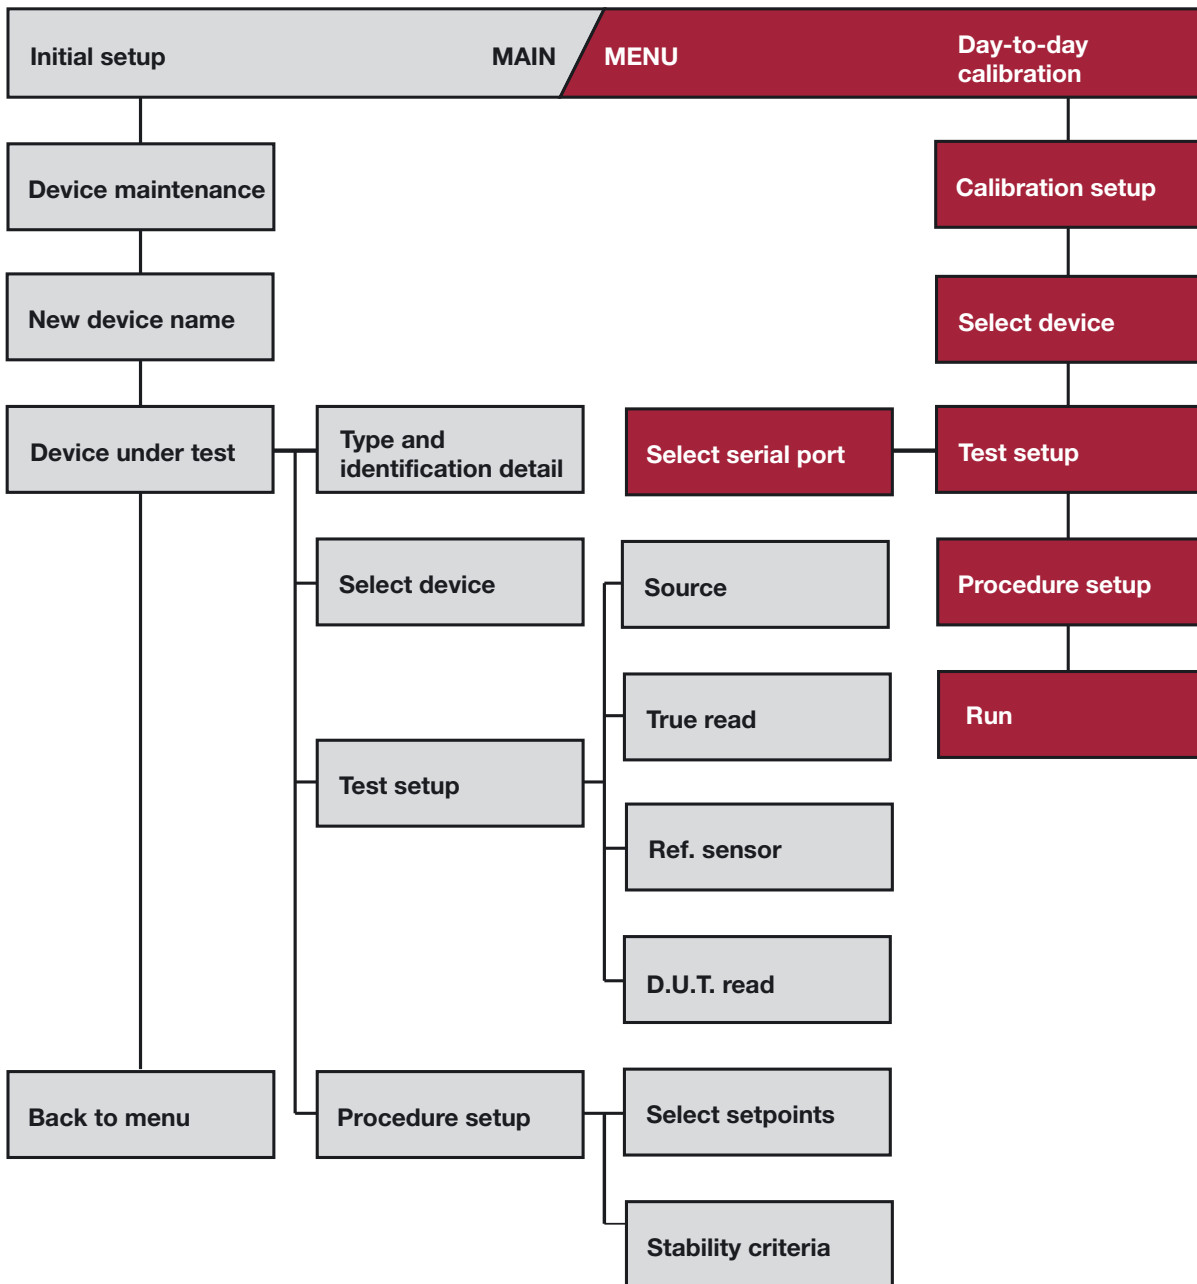 Initial setup
MAIN MENU
Day-to-day
calibration
Device maintenance
New device name
Device under test
Back to menu
Type and
identification detail
Select device
Test setup
Procedure setup
Source
True read
Ref. sensor
D.U.T. read
Select setpoints
Stability criteria
Calibration setup
Select device
Select serial port
Test setup
Procedure setup
Run